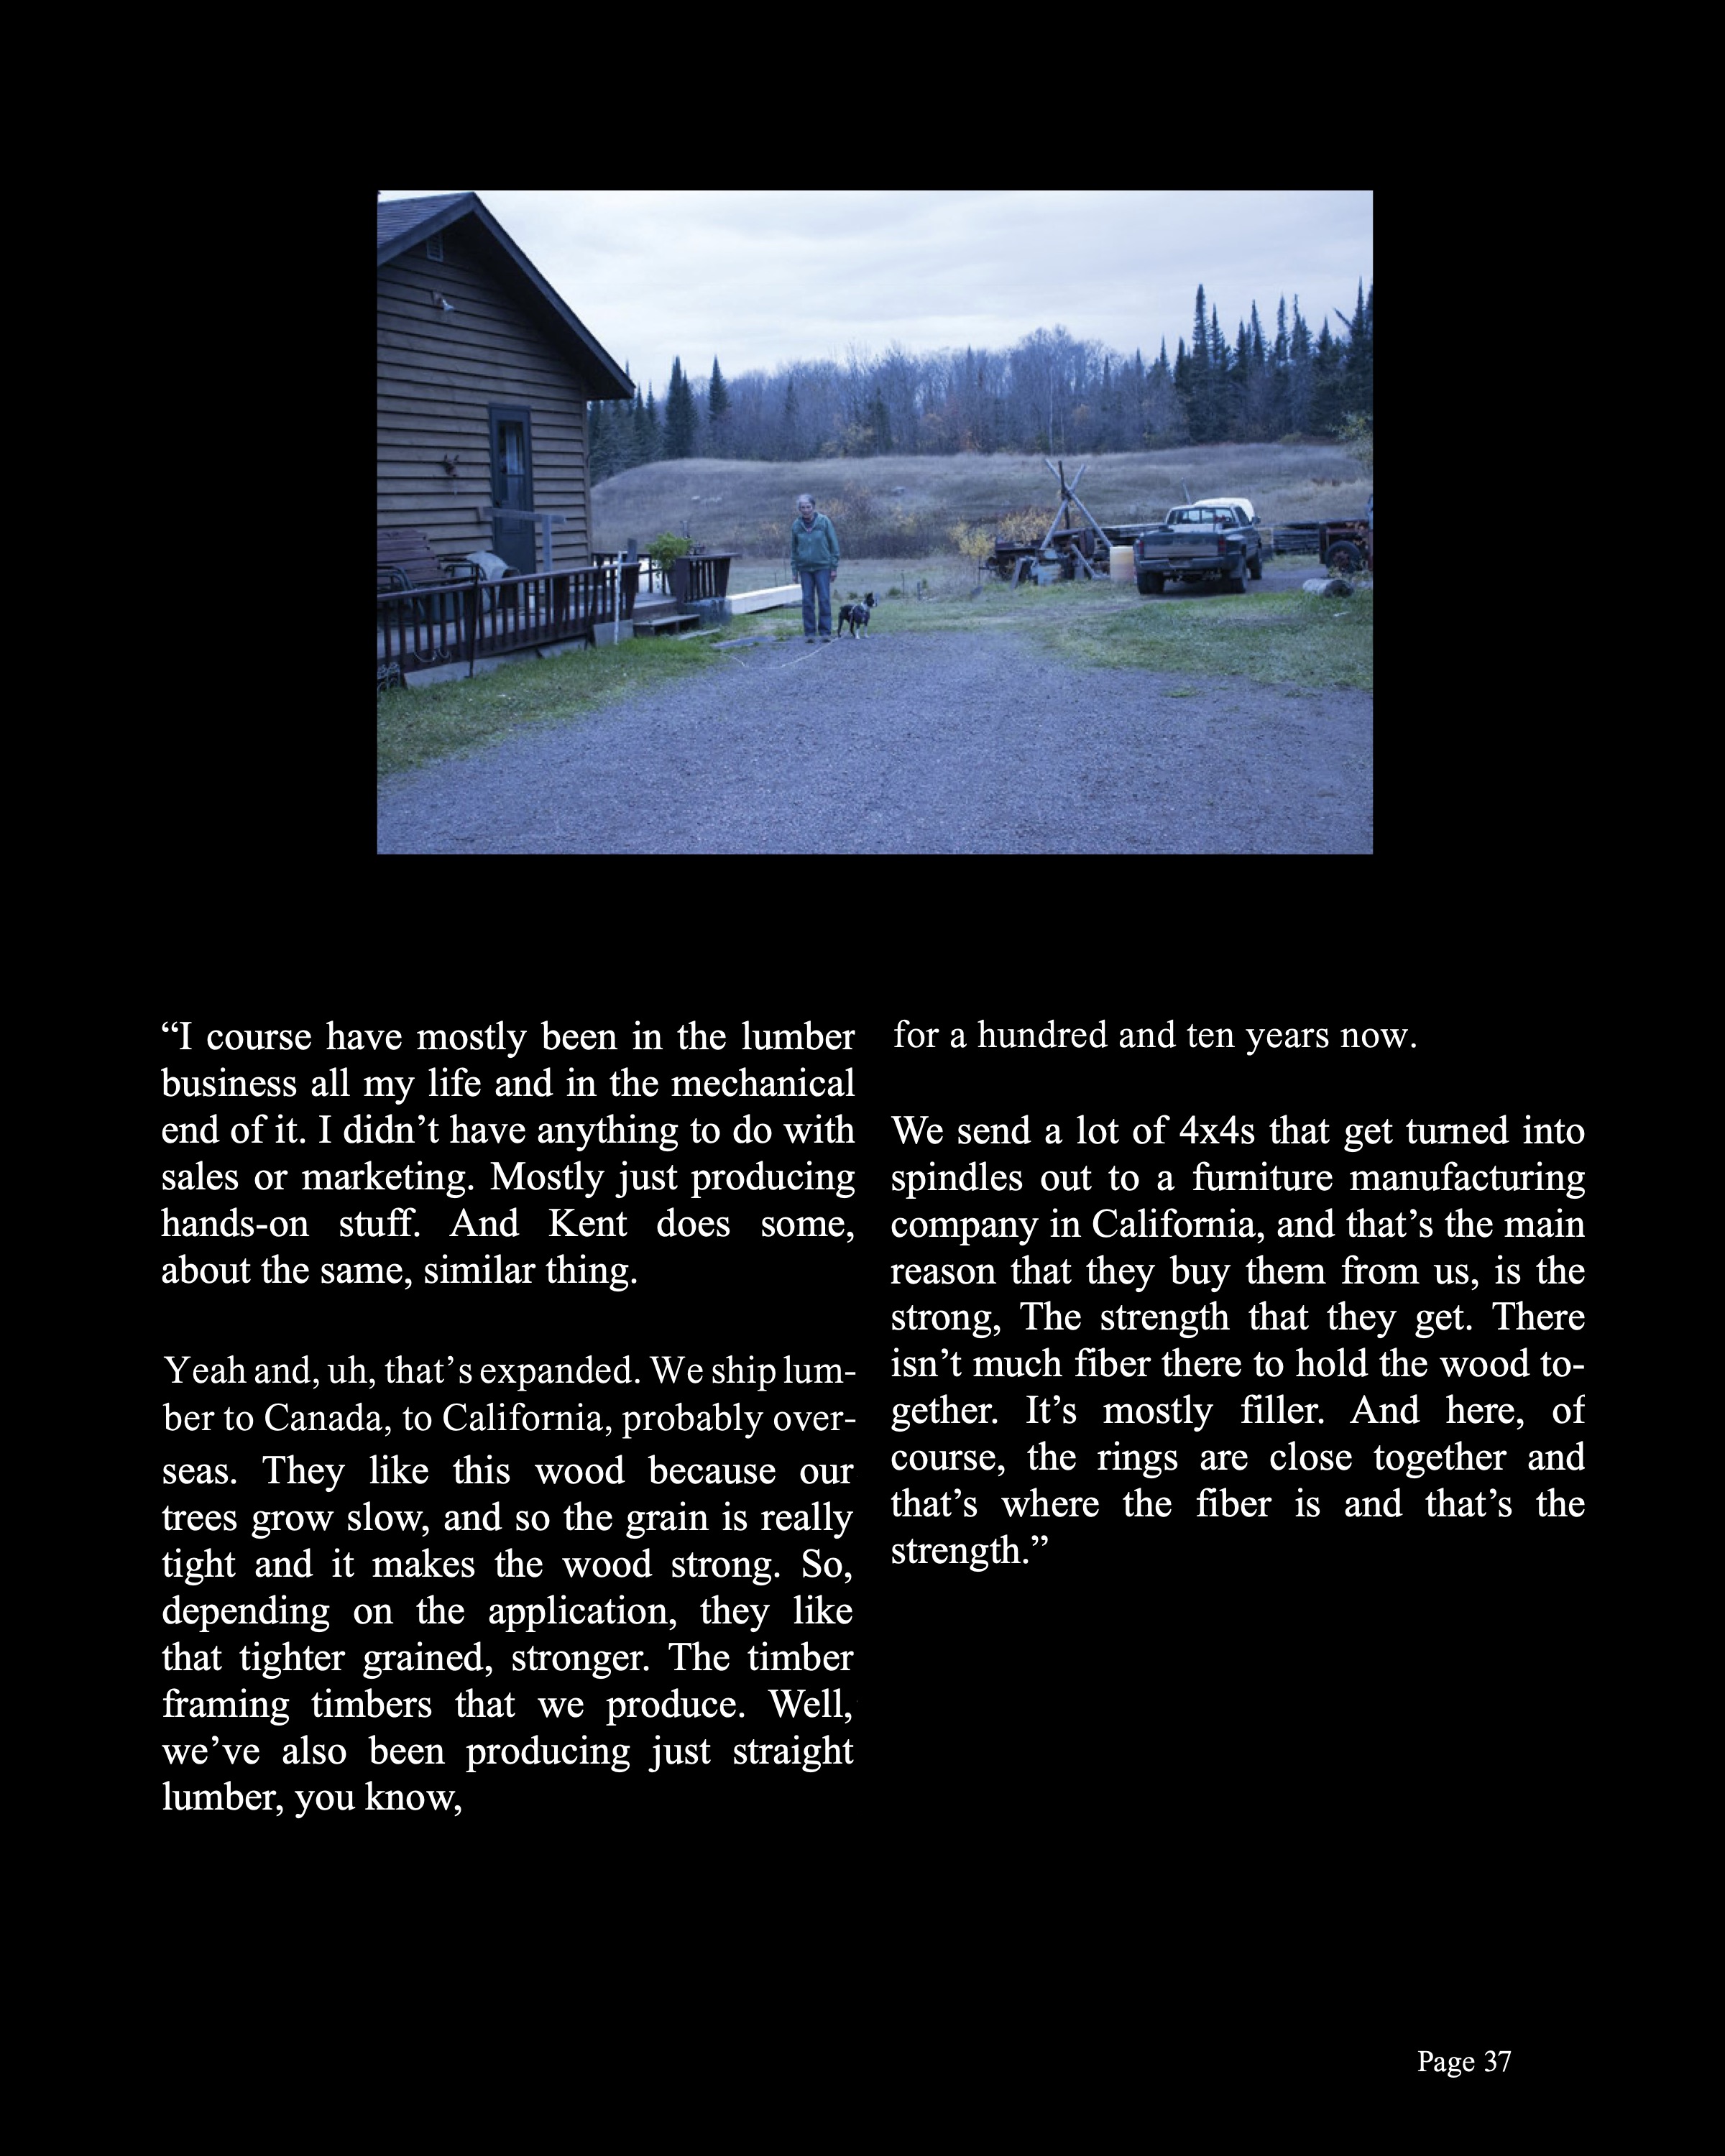 “I course have mostly been in the lumber
business all my life and in the mechanical
end of it. I didn’t have anything to do with
sales or marketing. Mostly just producing
hands-on stuff. And Kent does some,
about the same, similar thing.
Yeah and, uh, that’s expanded. We ship lum-
ber to Canada, to California, probably over-
seas. They like this wood because our
trees grow slow, and so the grain is really
tight and it makes the wood strong. So,
depending on the application, they like
that tighter grained, stronger. The timber
framing timbers that we produce. Well,
we’ve also been producing just straight
lumber, you know,
for a hundred and ten years now.
We send a lot of 4x4s that get turned into
spindles out to a furniture manufacturing
company in California, and that’s the main
reason that they buy them from us, is the
strong, The strength that they get. There
isn’t much fiber there to hold the wood to-
gether. It’s mostly filler. And here, of
course, the rings are close together and
that’s where the fiber is and that’s the
strength.”
Page 37